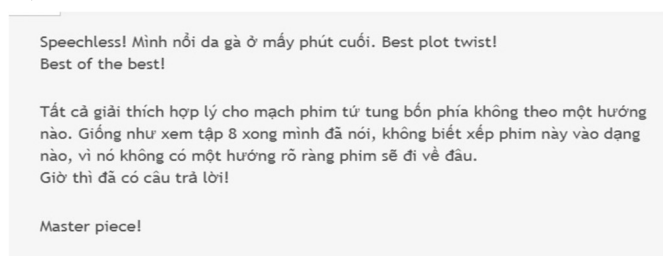 Speechless! Mình nổi da gà ở mấy phút cuối. Best plot twist!
Best of the best!
Tất cả giải thích hợp lý cho mạch phim tứ tung bốn phía không theo một hướng
nào. Giống như xem tập 8 xong mình đã nói, không biết xếp phim này vào dạng
nào, vì nó không có một hướng rõ ràng phim sẽ đi về đâu.
Giờ thì đã có câu trả lời!
Master piece!